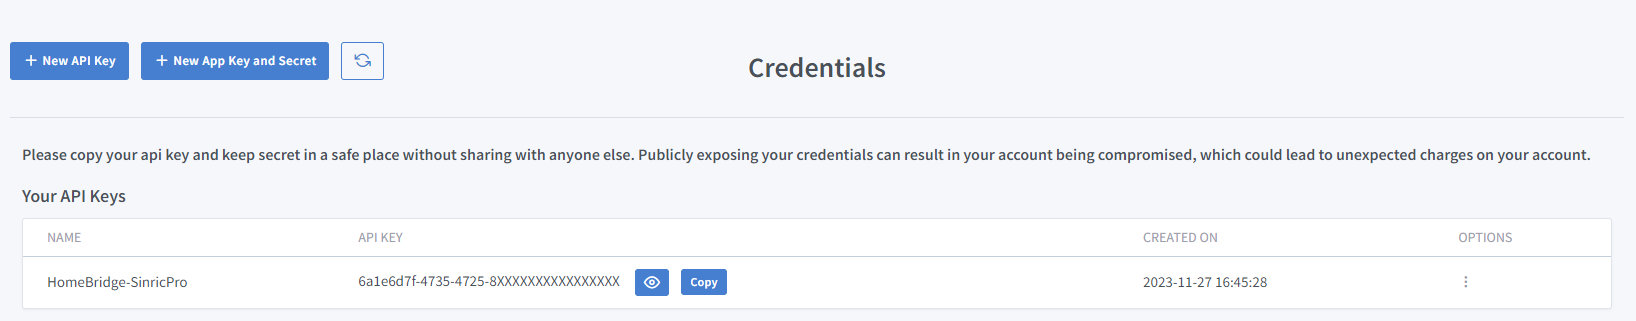 + New API Key
+ New App Key and Secret
Credentials
Please copy your api key and keep secret in a safe place without sharing with anyone else. Publicly exposing your credentials can result in your account being compromised, which could lead to unexpected charges on your account.
Your API Keys
NAME API KEY CREATED ON OPTIONS
HomeBridge-SinricPro 6a1e6d7f-4735-4725-8XXXXXXXXXXXXXXXX Copy 2023-11-27 16:45:28